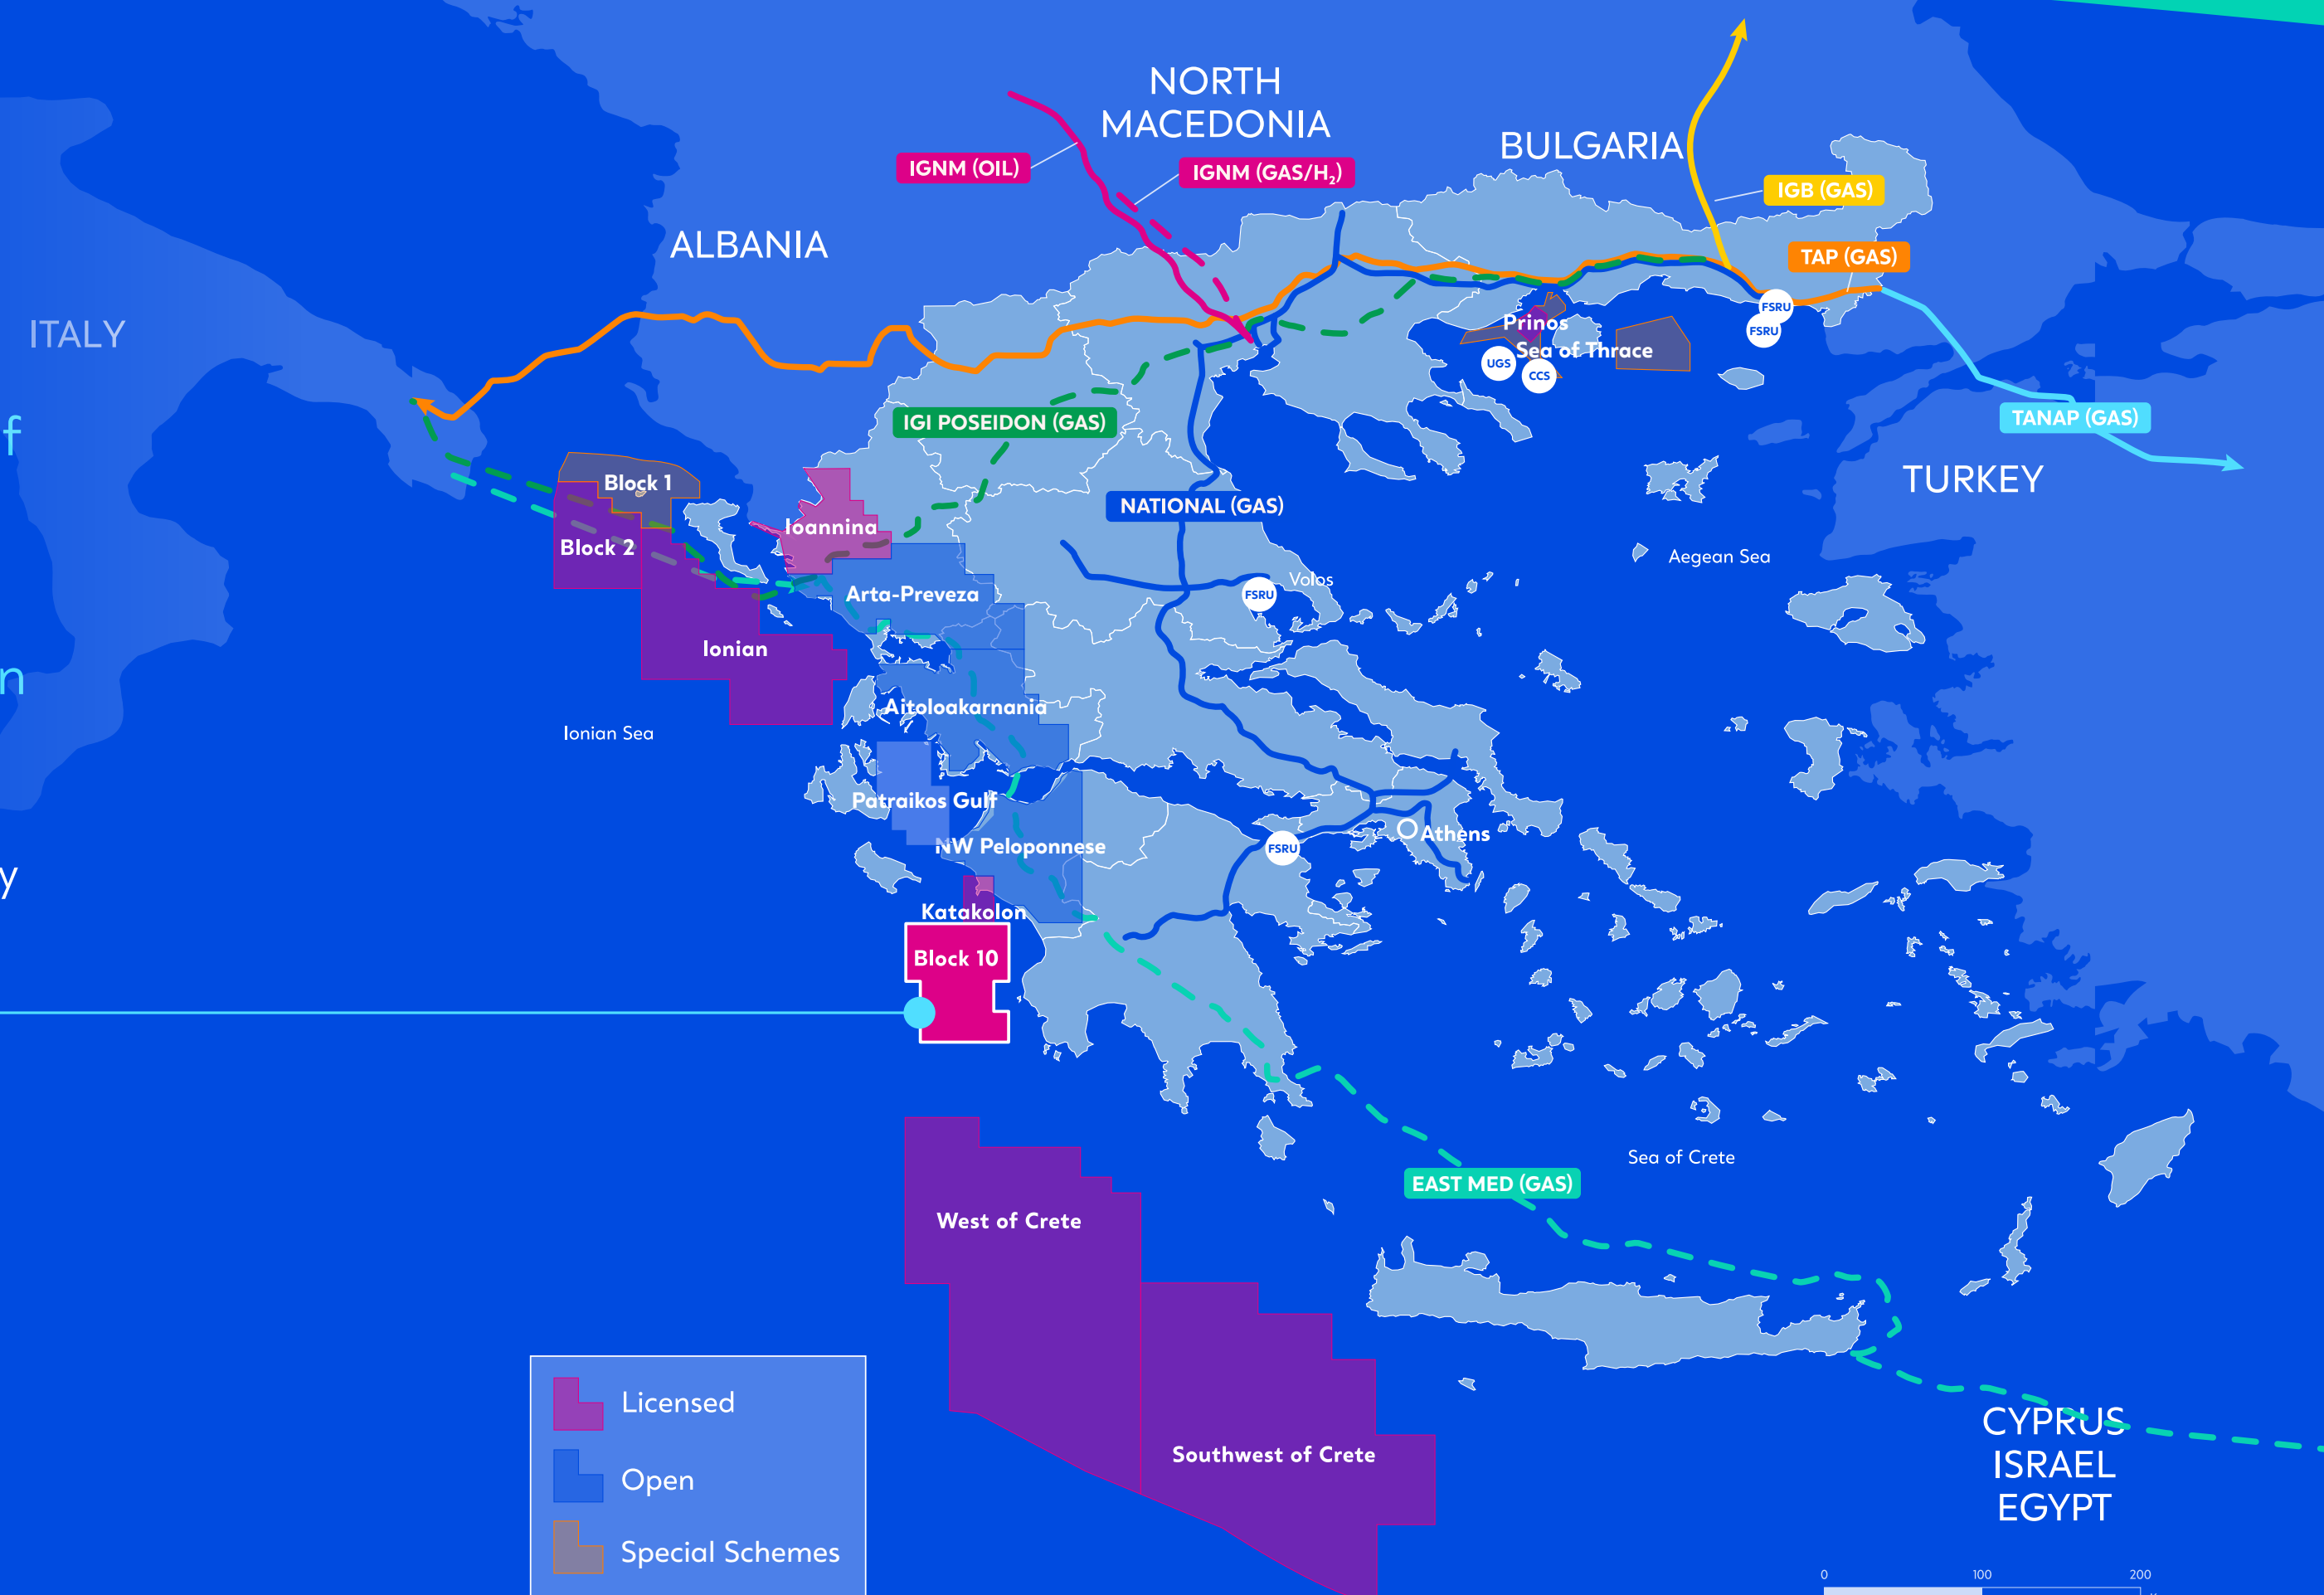 NORTH
MACEDONIA
BULGARIA
IGNM (OIL)
IGNM (GAS/H₂)
IGB (GAS)
ALBANIA
TAP (GAS)
ITALY
FSRU
FSRU
Prinos
Sea of Thrace
UGS
CCS
IGI POSEIDON (GAS)
TANAP (GAS)
TURKEY
f
Block 1
NATIONAL (GAS)
Ioannina
Block 2
Aegean Sea
Volos
FSRU
Arta-Preveza
Ionian
n
Aitoloakarnania
Ionian Sea
Patraikos Gulf
Athens
NW Peloponnese
FSRU
y
Katakolon
Block 10
Sea of Crete
EAST MED (GAS)
West of Crete
Licensed
CYPRUS
ISRAEL
EGYPT
Southwest of Crete
Open
Special Schemes
0 100 200